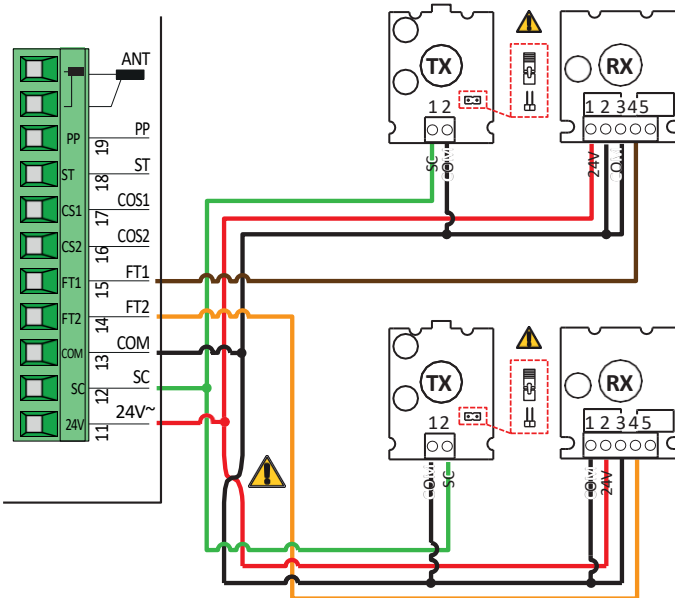 ANT
PP PP 19
ST ST 18
CS1 COS1 17
CS2 COS2 16
FT1 FT1 15
FT2 FT2 14
COM COM 13
SC SC 12
24V 24V~ 11
TX
1 2
SC COM
RX
1 2 3 4 5
24V COM
TX
1 2
COM SC
RX
1 2 3 4 5
COM 24V